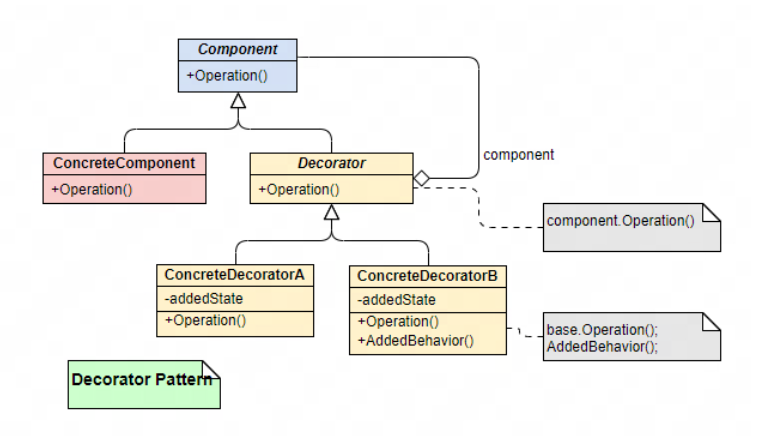 Component
+Operation()
component
ConcreteComponent
+Operation()
Decorator
+Operation()
component.Operation()
ConcreteDecoratorA
-addedState
+Operation()
ConcreteDecoratorB
-addedState
+Operation()
+AddedBehavior()
base.Operation();
AddedBehavior();
Decorator Pattern